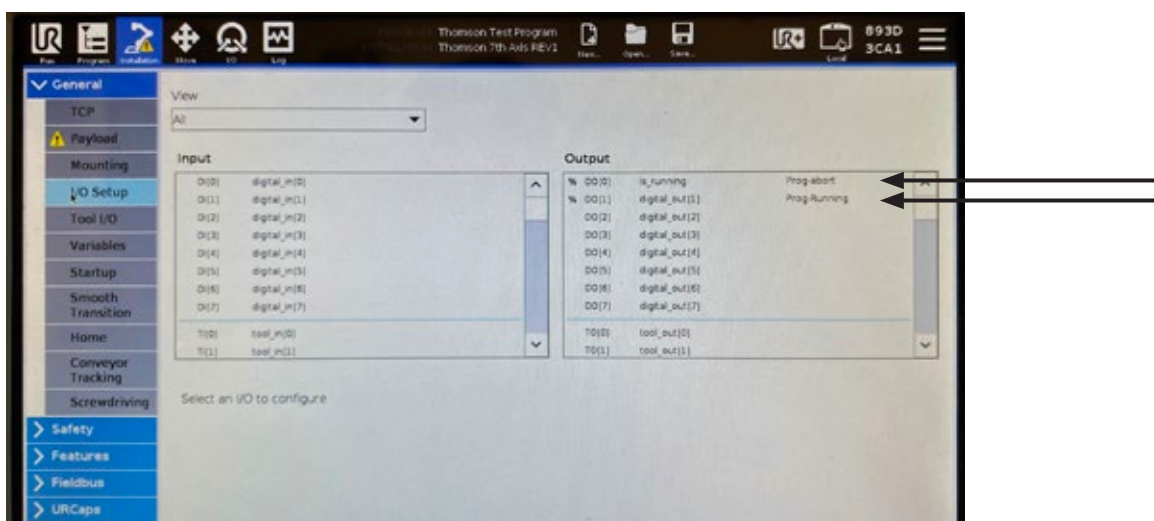 UR
Run
Program
Installation
Move
I/O
Log
Thomson Test Program
Thomson 7th Axis REV1
New...
Open...
Save...
UR+
Local
893D
3CA1
General
TCP
Payload
Mounting
I/O Setup
Tool I/O
Variables
Startup
Smooth
Transition
Home
Conveyor
Tracking
Screwdriving
Safety
Features
Fieldbus
URCaps
View
All
Input
DI[0] digital_in[0]
DI[1] digital_in[1]
DI[2] digital_in[2]
DI[3] digital_in[3]
DI[4] digital_in[4]
DI[5] digital_in[5]
DI[6] digital_in[6]
DI[7] digital_in[7]
TI[0] tool_in[0]
TI[1] tool_in[1]
Output
DO[0] is_running Prog-abort
DO[1] digital_out[1] Prog-Running
DO[2] digital_out[2]
DO[3] digital_out[3]
DO[4] digital_out[4]
DO[5] digital_out[5]
DO[6] digital_out[6]
DO[7] digital_out[7]
TO[0] tool_out[0]
TO[1] tool_out[1]
Select an I/O to configure